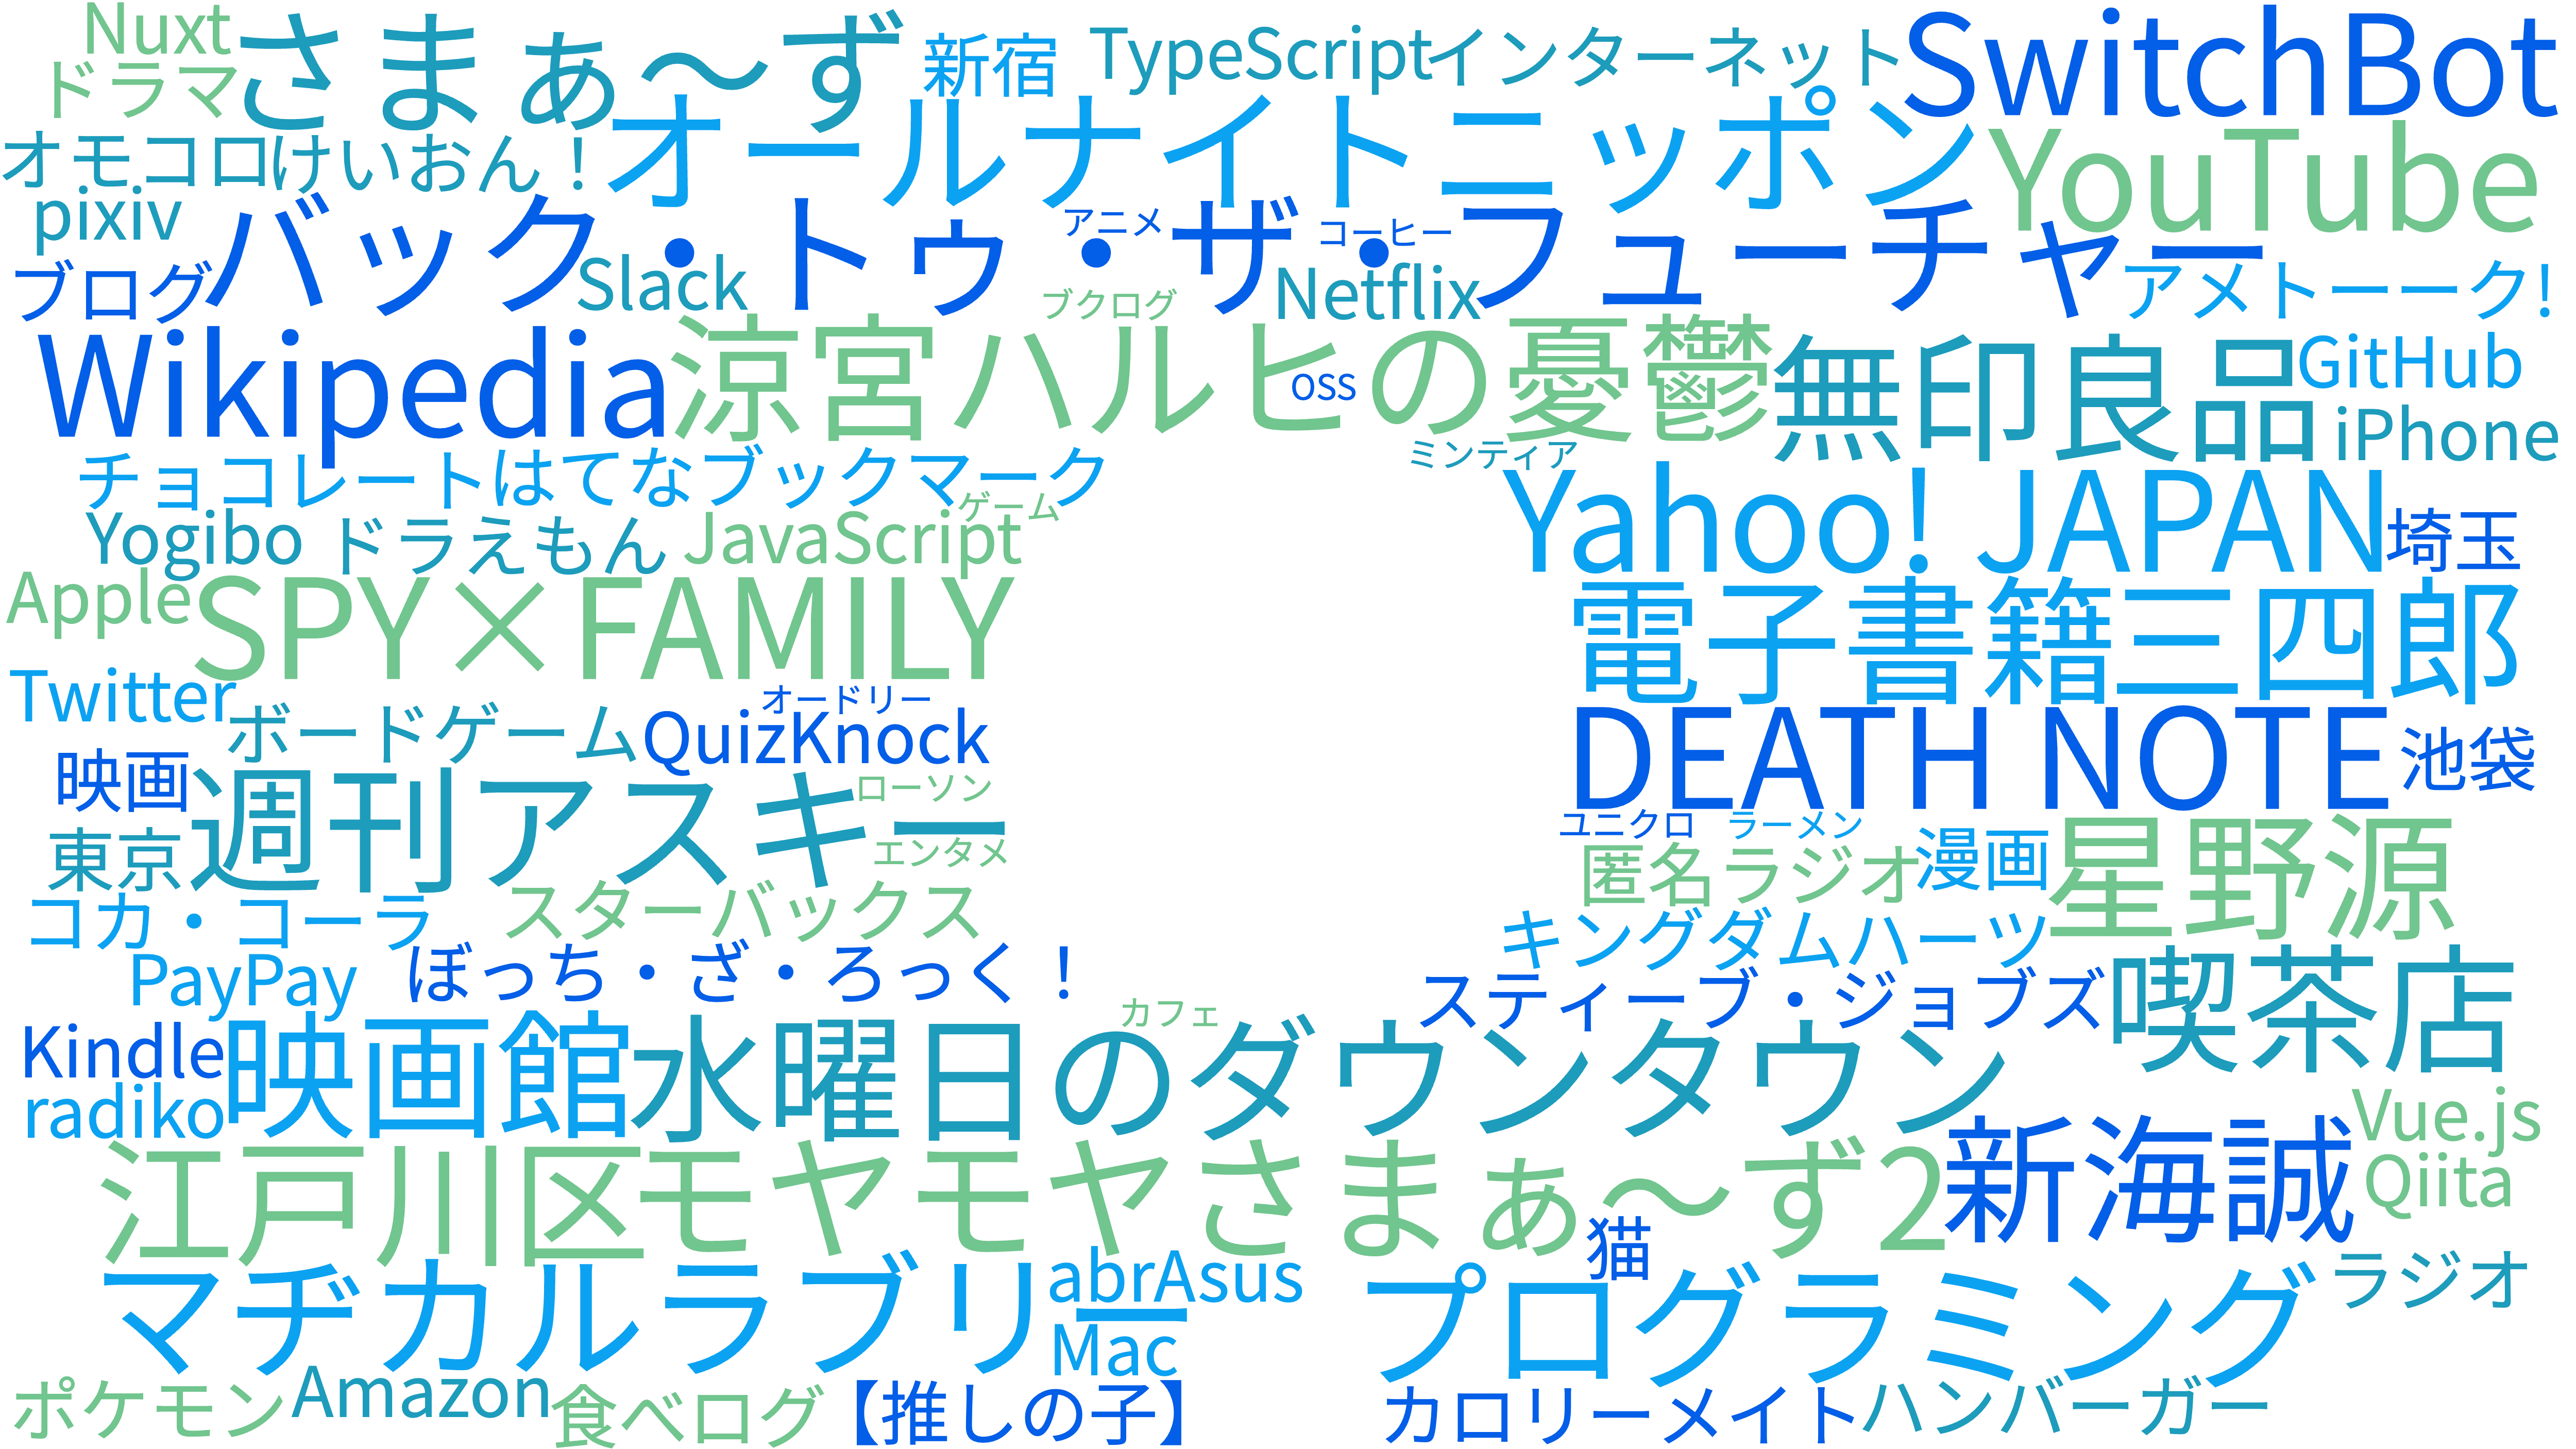 Nuxt
さまぁ〜ず
新宿
TypeScript
インターネット
SwitchBot
ドラマ
オモコロ
けいおん！
オールナイトニッポン
YouTube
pixiv
バック・トゥ・ザ・フューチャー
アニメ
コーヒー
ブログ
Slack
ブクログ
Netflix
アメトーーク!
Wikipedia
涼宮ハルヒの憂鬱
OSS
無印良品
GitHub
iPhone
チョコレート
はてなブックマーク
ミンティア
ゲーム
Yahoo! JAPAN
埼玉
Yogibo
ドラえもん
JavaScript
Apple
SPY×FAMILY
電子書籍
三四郎
Twitter
ボードゲーム
オードリー
QuizKnock
DEATH NOTE
池袋
映画
週刊アスキー
ローソン
ユニクロ
ラーメン
東京
エンタメ
匿名ラジオ
漫画
星野源
コカ・コーラ
スターバックス
キングダムハーツ
PayPay
ぼっち・ざ・ろっく！
カフェ
スティーブ・ジョブズ
喫茶店
Kindle
映画館
水曜日のダウンタウン
radiko
Vue.js
江戸川区
モヤモヤさまぁ〜ず2
新海誠
Qiita
猫
マヂカルラブリー
abrAsus
プログラミング
ラジオ
Mac
ポケモン
Amazon
食べログ
【推しの子】
カロリーメイト
ハンバーガー